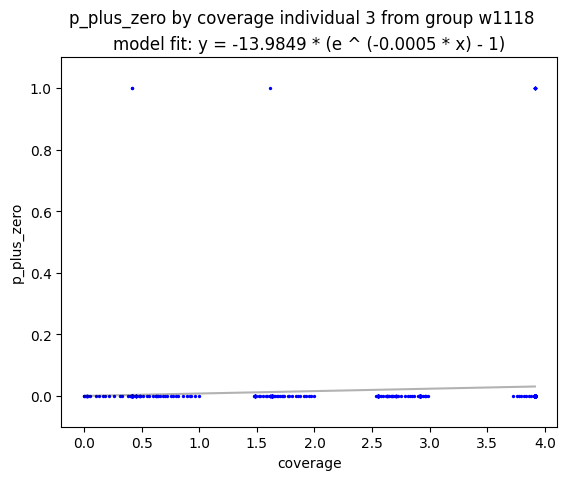 p_plus_zero by coverage individual 3 from group w1118
model fit: y = -13.9849 * (e ^ (-0.0005 * x) - 1)
1.0
0.8
0.6
0.4
0.2
0.0
p_plus_zero
0.0 0.5 1.0 1.5 2.0 2.5 3.0 3.5 4.0
coverage